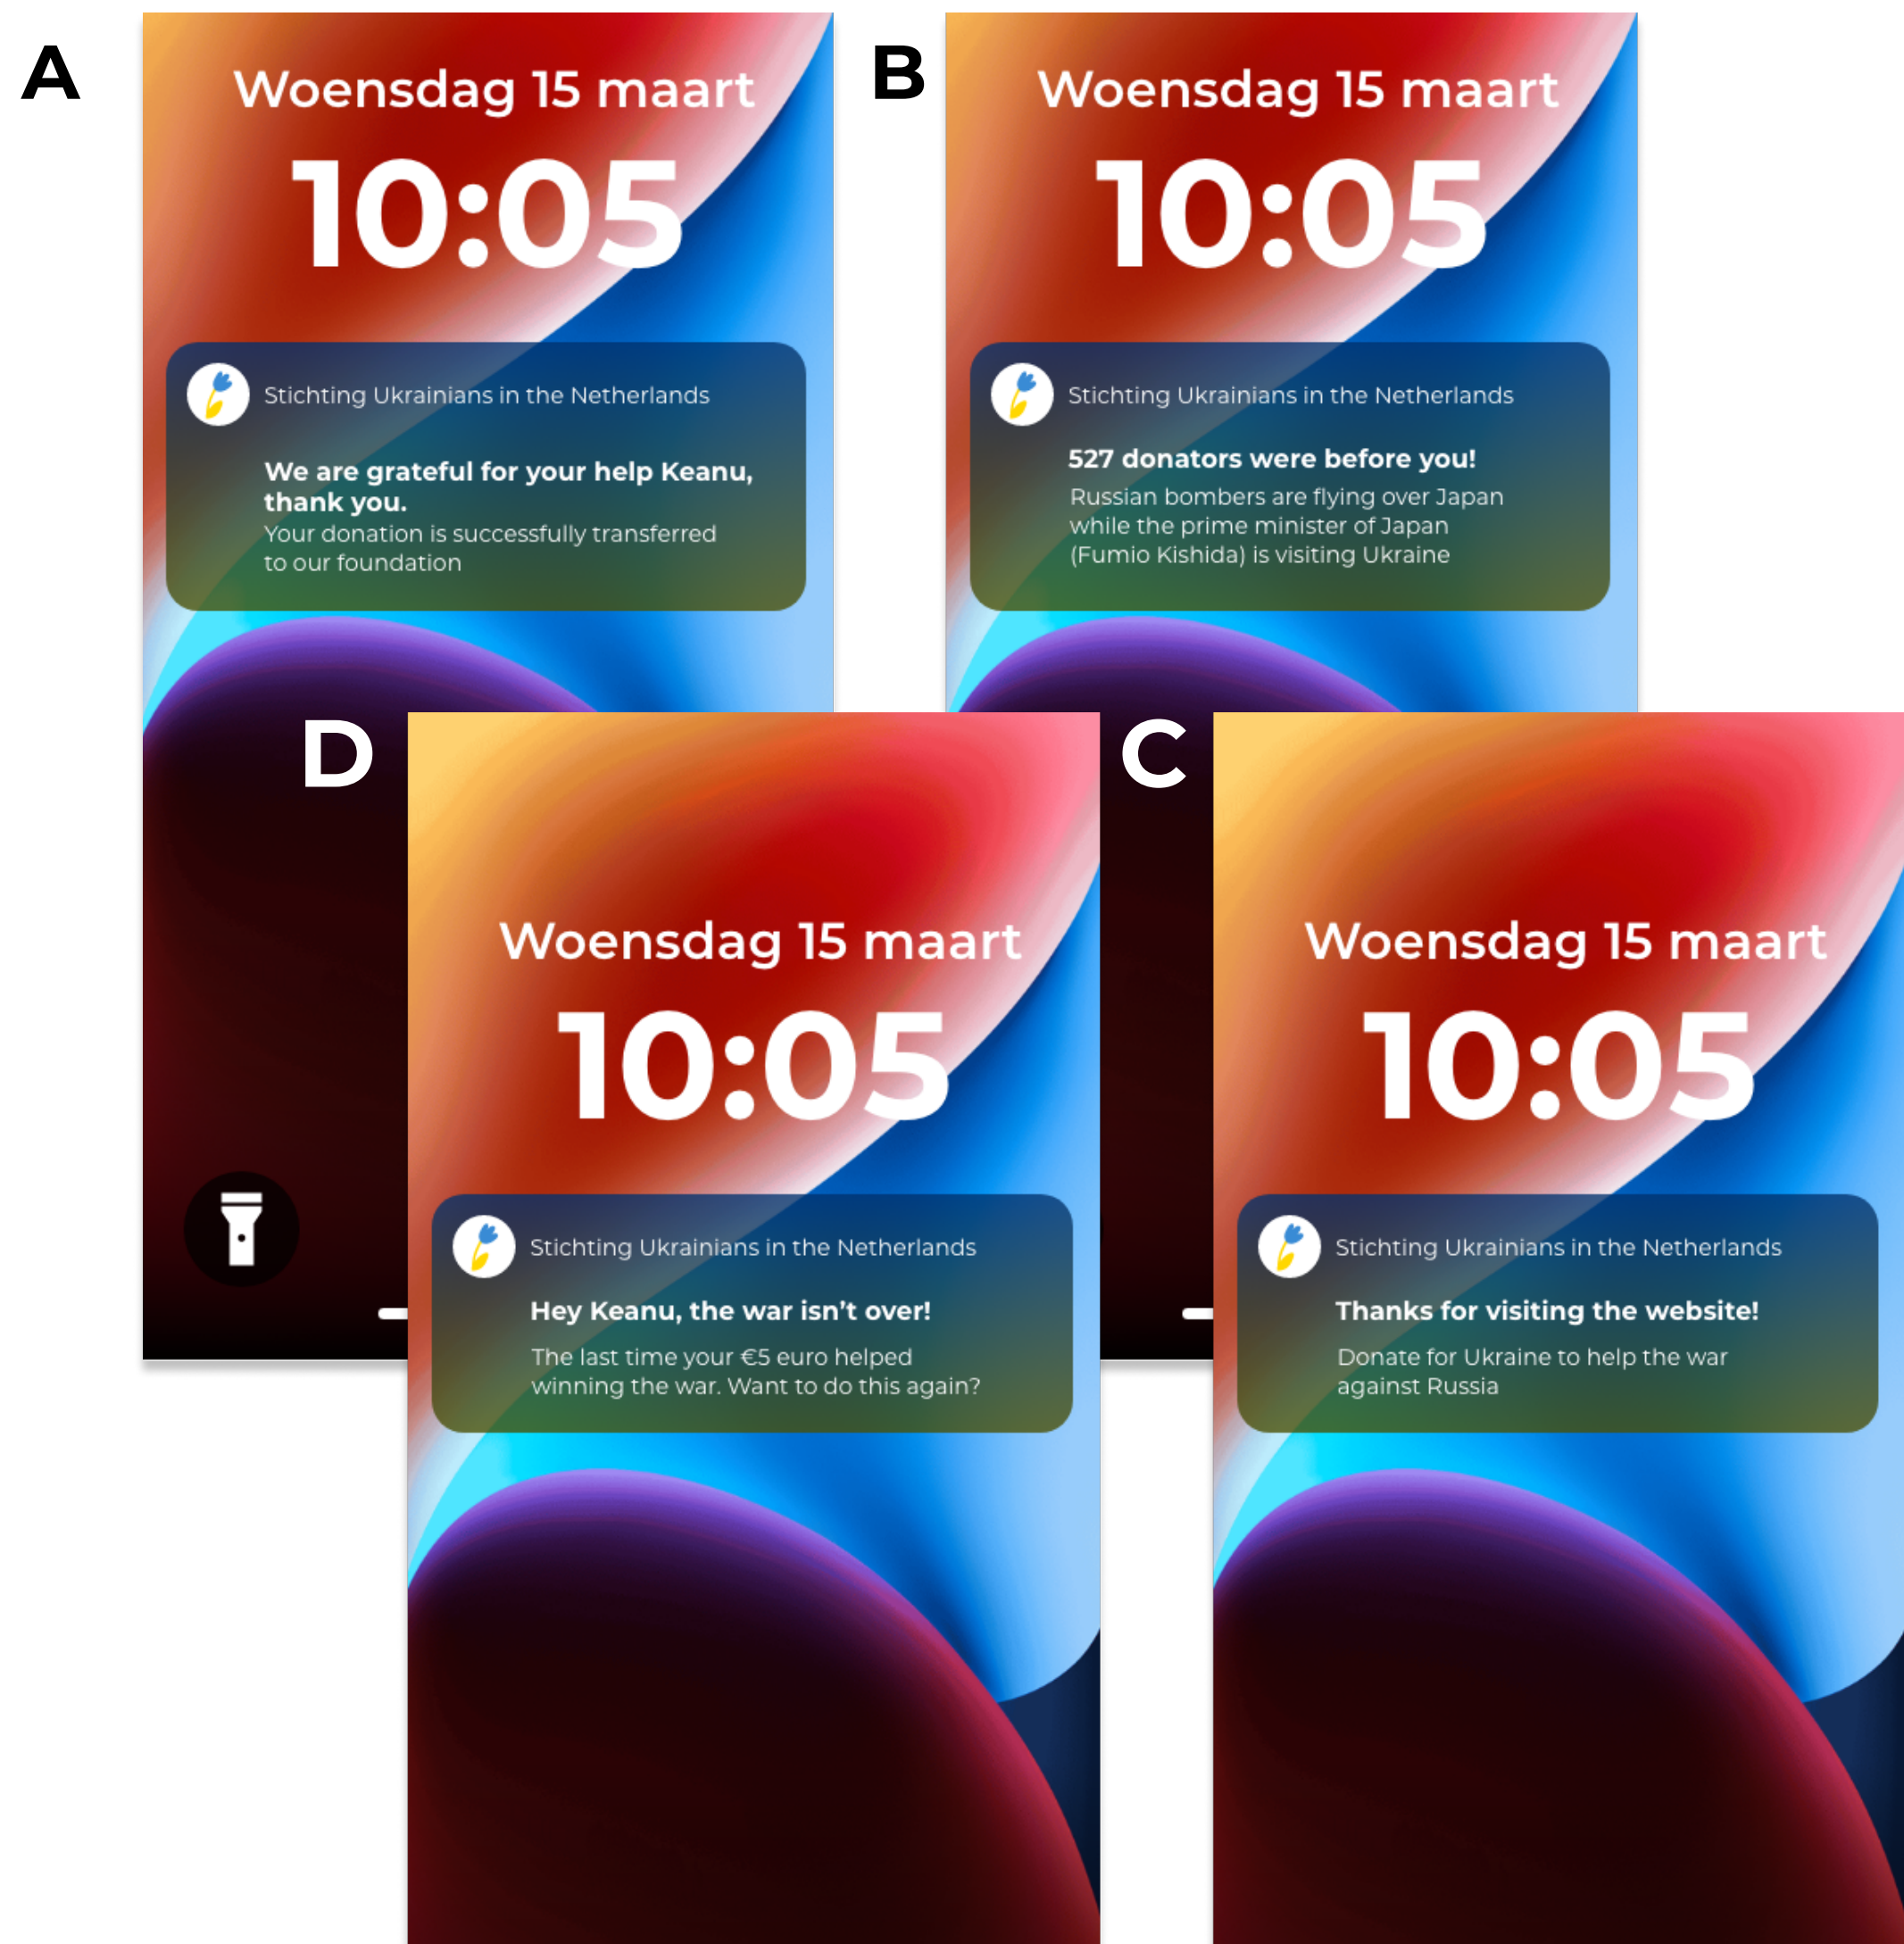 A
Woensdag 15 maart
10:05
Stichting Ukrainians in the Netherlands
We are grateful for your help Keanu,
thank you.
Your donation is successfully transferred
to our foundation
B
Woensdag 15 maart
10:05
Stichting Ukrainians in the Netherlands
527 donators were before you!
Russian bombers are flying over Japan
while the prime minister of Japan
(Fumio Kishida) is visiting Ukraine
D
Woensdag 15 maart
10:05
Stichting Ukrainians in the Netherlands
Hey Keanu, the war isn’t over!
The last time your €5 euro helped
winning the war. Want to do this again?
C
Woensdag 15 maart
10:05
Stichting Ukrainians in the Netherlands
Thanks for visiting the website!
Donate for Ukraine to help the war
against Russia